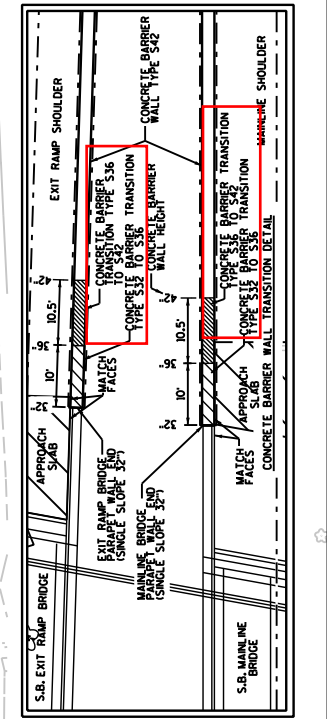 EXIT RAMP SHOULDER
CONCRETE BARRIER
WALL TYPE S42
MAINLINE SHOULDER
CONCRETE BARRIER
TRANSITION TYPE S36
TO S42
CONCRETE BARRIER TRANSITION
TYPE S32 TO S36
CONCRETE BARRIER
WALL HEIGHT
CONCRETE BARRIER TRANSITION
TYPE S36 TO S42
CONCRETE BARRIER TRANSITION
TYPE S32 TO S36
42"
10.5'
36"
10'
32"
42"
10.5'
36"
10'
32"
MATCH
FACES
APPROACH
SLAB
EXIT RAMP BRIDGE
PARAPET WALL END
(SINGLE SLOPE 32")
MAINLINE BRIDGE
PARAPET WALL END
(SINGLE SLOPE 32")
MATCH
FACES
APPROACH
SLAB
CONCRETE BARRIER WALL TRANSITION DETAIL
S.B. EXIT RAMP BRIDGE
S.B. MAINLINE
BRIDGE